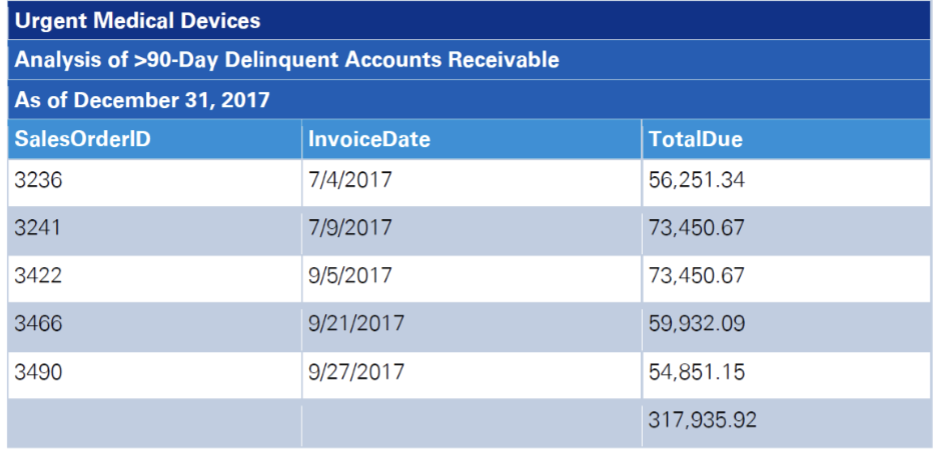 Urgent Medical Devices
Analysis of >90-Day Delinquent Accounts Receivable
As of December 31, 2017
SalesOrderID InvoiceDate TotalDue
3236 7/4/2017 56,251.34
3241 7/9/2017 73,450.67
3422 9/5/2017 73,450.67
3466 9/21/2017 59,932.09
3490 9/27/2017 54,851.15
317,935.92